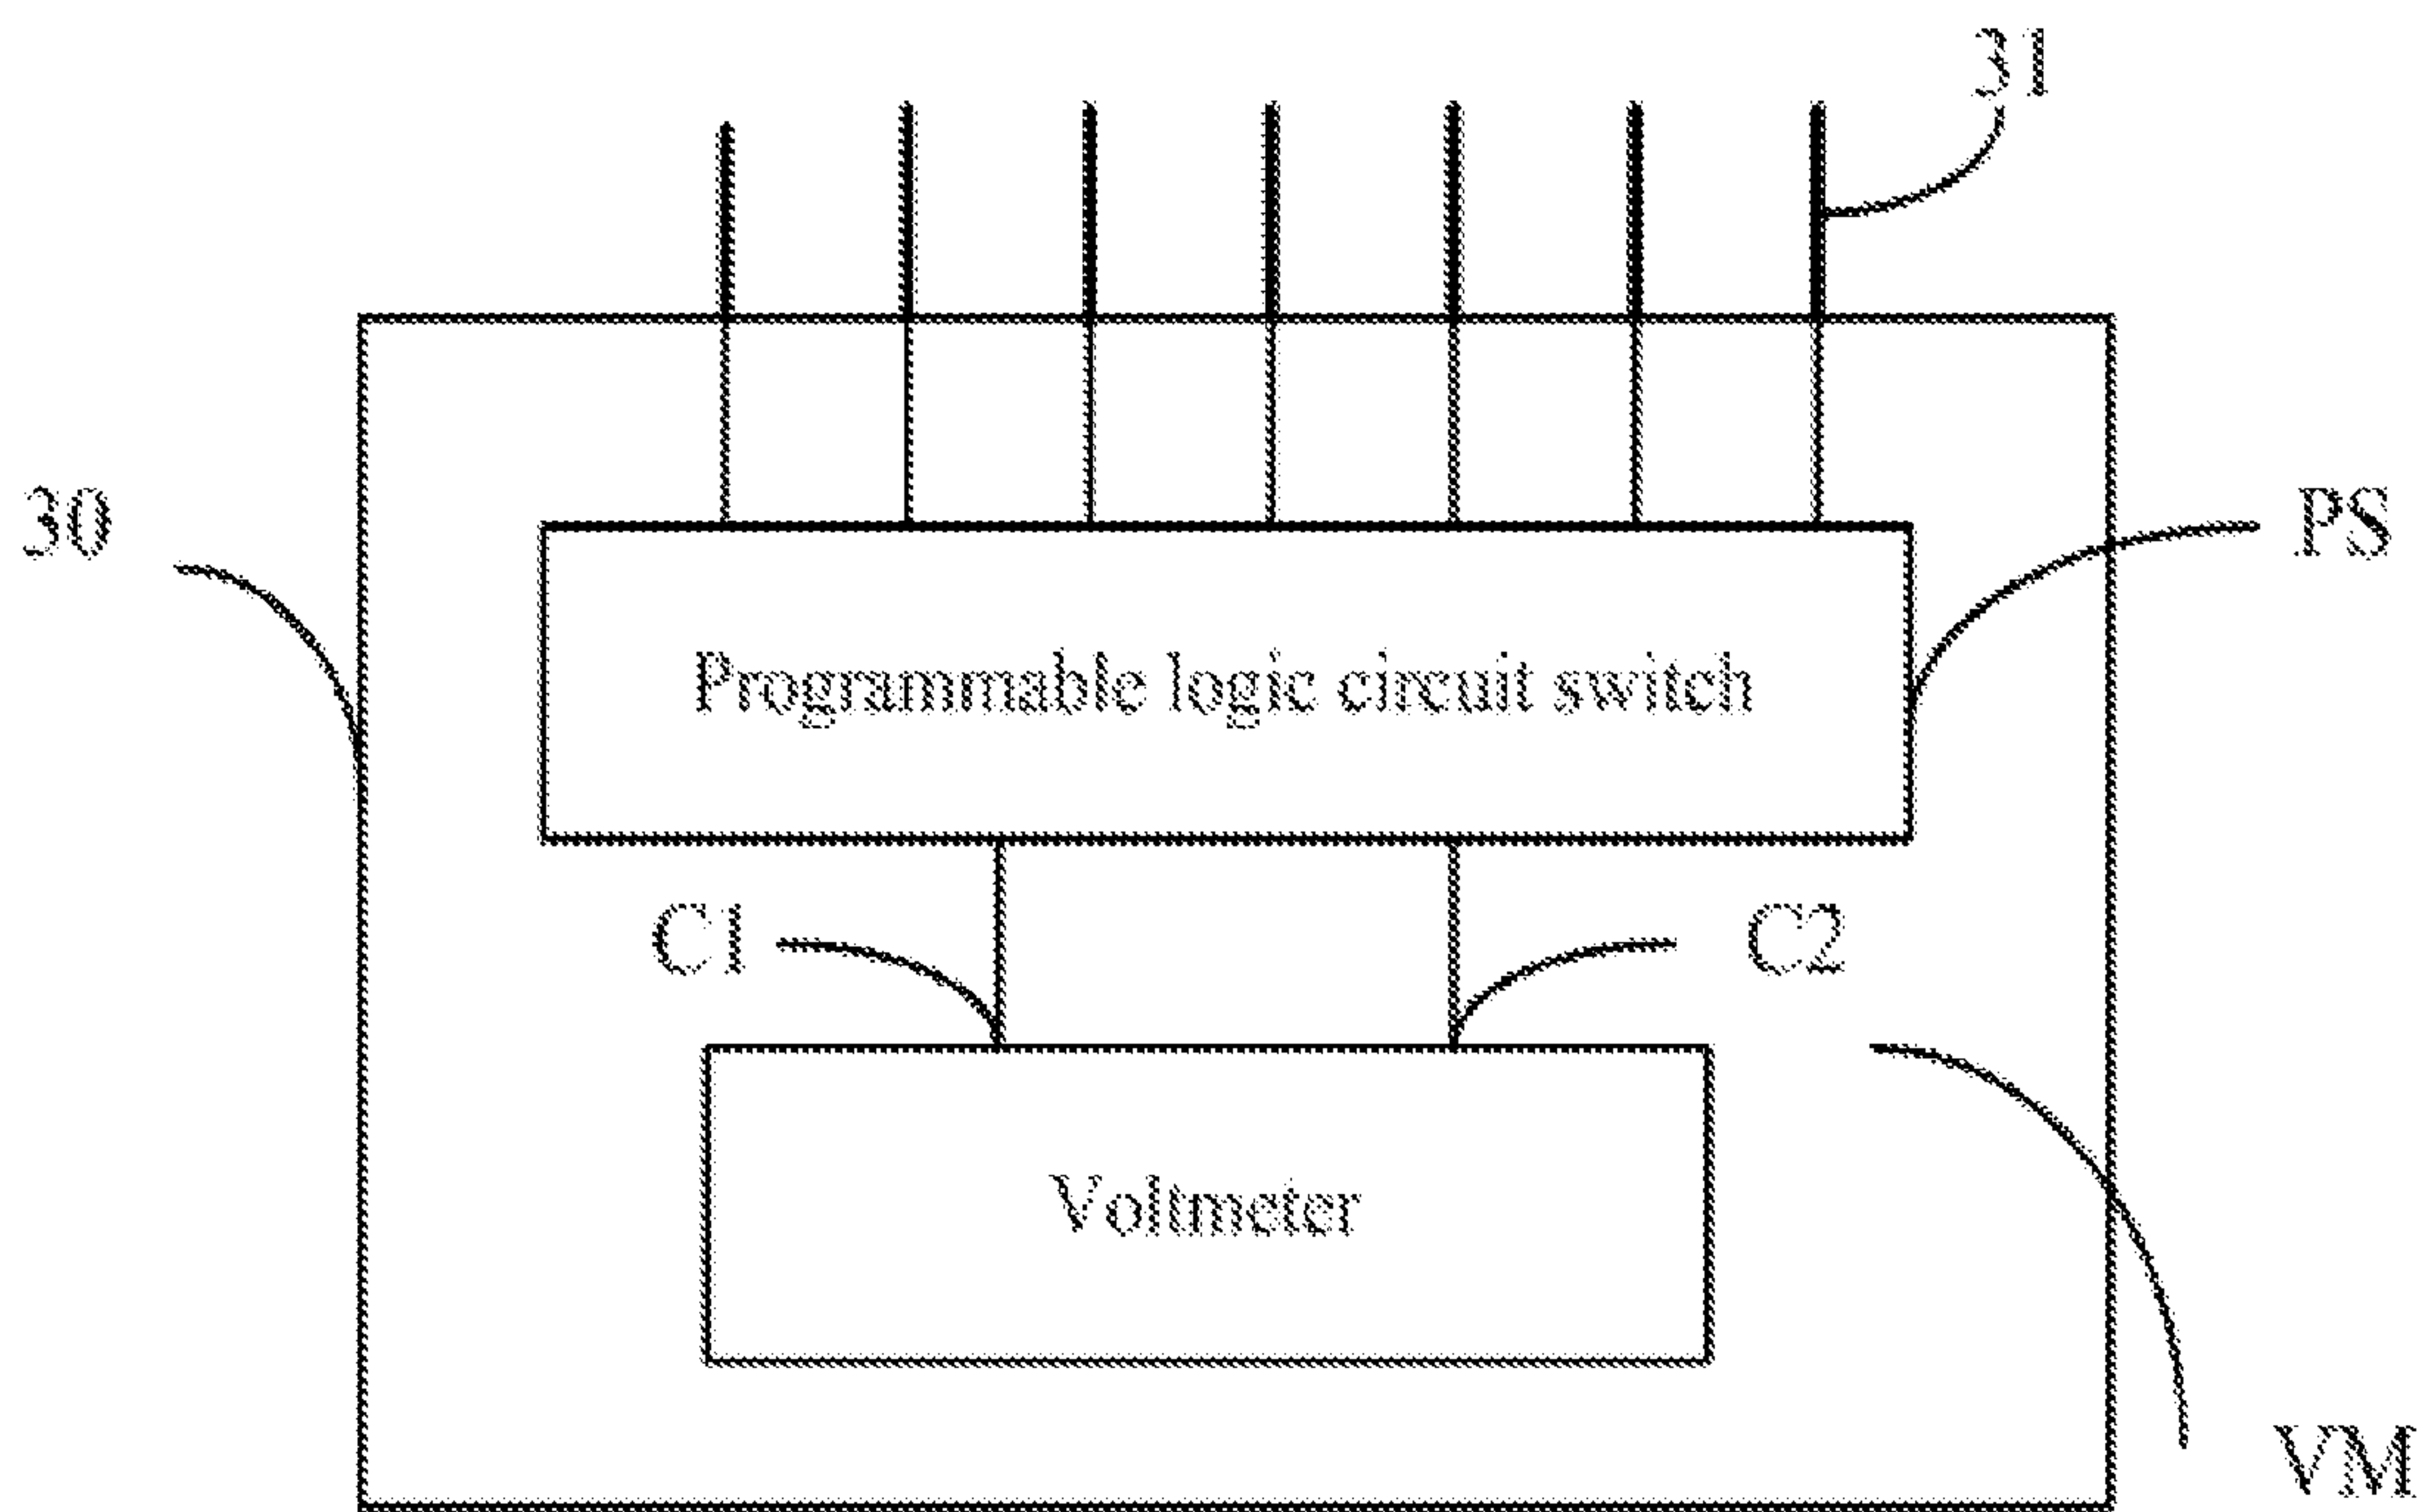 31
30
PS
Programmable logic circuit switch
C1
C2
Voltmeter
VM